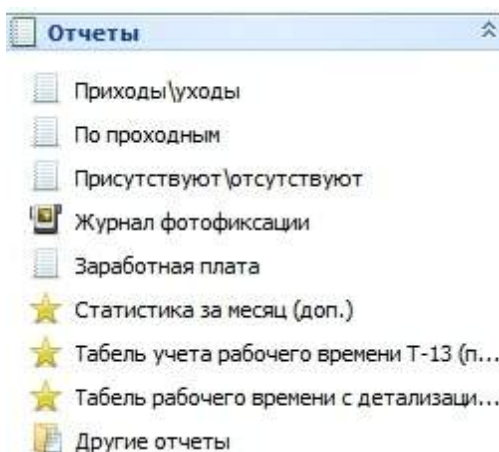 Отчеты
Приходы\уходы
По проходным
Присутствуют\отсутствуют
Журнал фотофиксации
Заработная плата
Статистика за месяц (доп.)
Табель учета рабочего времени Т-13 (п...
Табель рабочего времени с детализаци...
Другие отчеты